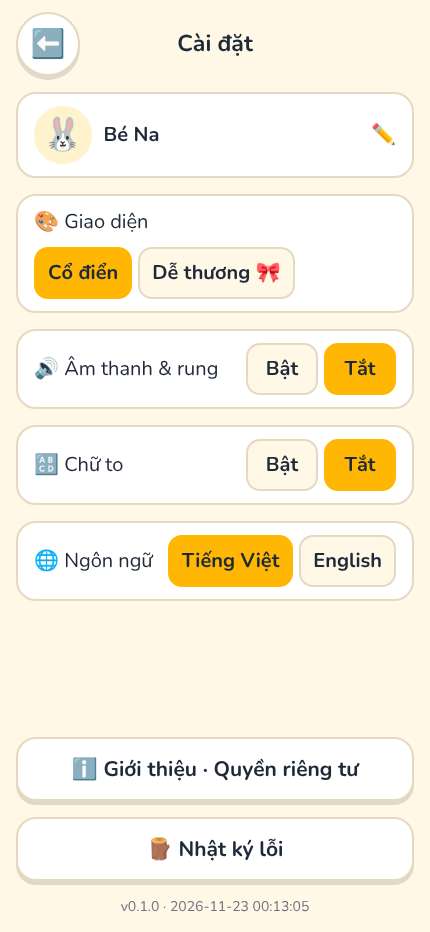 Cài đặt
Bé Na
Giao diện
Cổ điển
Dễ thương
Âm thanh & rung
Bật
Tắt
Chữ to
Bật
Tắt
Ngôn ngữ
Tiếng Việt
English
Giới thiệu · Quyền riêng tư
Nhật ký lỗi
v0.1.0 · 2026-11-23 00:13:05